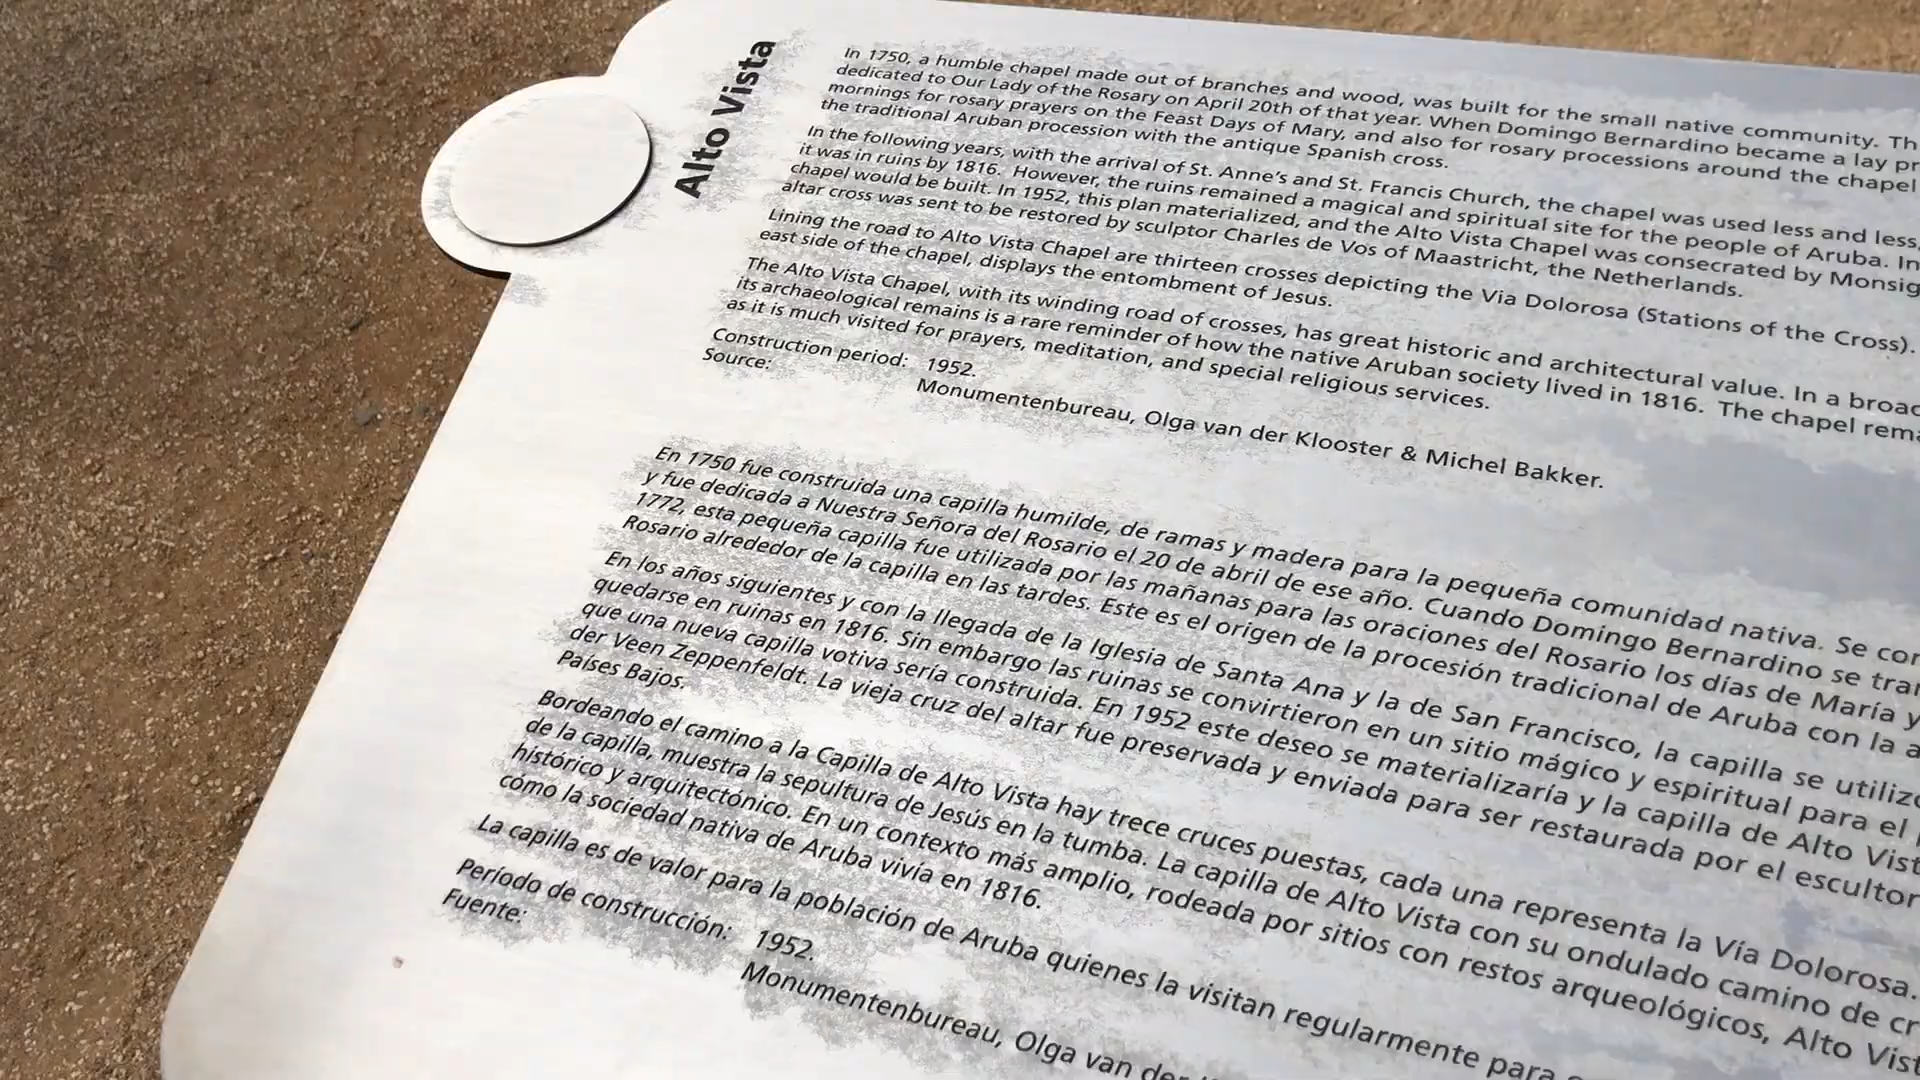 Alto Vista
In 1750, a humble chapel made out of branches and wood, was built for the small native community. Th
dedicated to Our Lady of the Rosary on April 20th of that year. When Domingo Bernardino became a lay pr
mornings for rosary prayers on the Feast Days of Mary, and also for rosary processions around the chapel
the traditional Aruban procession with the antique Spanish cross.
In the following years, with the arrival of St. Anne's and St. Francis Church, the chapel was used less and less,
it was in ruins by 1816. However, the ruins remained a magical and spiritual site for the people of Aruba. In
chapel would be built. In 1952, this plan materialized, and the Alto Vista Chapel was consecrated by Monsig
altar cross was sent to be restored by sculptor Charles de Vos of Maastricht, the Netherlands.
Lining the road to Alto Vista Chapel are thirteen crosses depicting the Via Dolorosa (Stations of the Cross).
east side of the chapel, displays the entombment of Jesus.
The Alto Vista Chapel, with its winding road of crosses, has great historic and architectural value. In a broad
its archaeological remains is a rare reminder of how the native Aruban society lived in 1816. The chapel rema
as it is much visited for prayers, meditation, and special religious services.
Construction period: 1952.
Source: Monumentenbureau, Olga van der Klooster & Michel Bakker.
En 1750 fue construida una capilla humilde, de ramas y madera para la pequeña comunidad nativa. Se con
y fue dedicada a Nuestra Señora del Rosario el 20 de abril de ese año. Cuando Domingo Bernardino se tra
1772, esta pequeña capilla fue utilizada por las mañanas para las oraciones del Rosario los días de María y
Rosario alrededor de la capilla en las tardes. Este es el origen de la procesión tradicional de Aruba con la a
En los años siguientes y con la llegada de la Iglesia de Santa Ana y la de San Francisco, la capilla se utilizó
quedarse en ruinas en 1816. Sin embargo las ruinas se convirtieron en un sitio mágico y espiritual para el
que una nueva capilla votiva sería construida. En 1952 este deseo se materializaría y la capilla de Alto Vist
der Veen Zeppenfeldt. La vieja cruz del altar fue preservada y enviada para ser restaurada por el escultor
Países Bajos.
Bordeando el camino a la Capilla de Alto Vista hay trece cruces puestas, cada una representa la Vía Dolorosa.
de la capilla, muestra la sepultura de Jesús en la tumba. La capilla de Alto Vista con su ondulado camino de cr
histórico y arquitectónico. En un contexto más amplio, rodeada por sitios con restos arqueológicos, Alto Vist
cómo la sociedad nativa de Aruba vivía en 1816.
La capilla es de valor para la población de Aruba quienes la visitan regularmente para
Período de construcción: 1952.
Fuente: Monumentenbureau, Olga van der